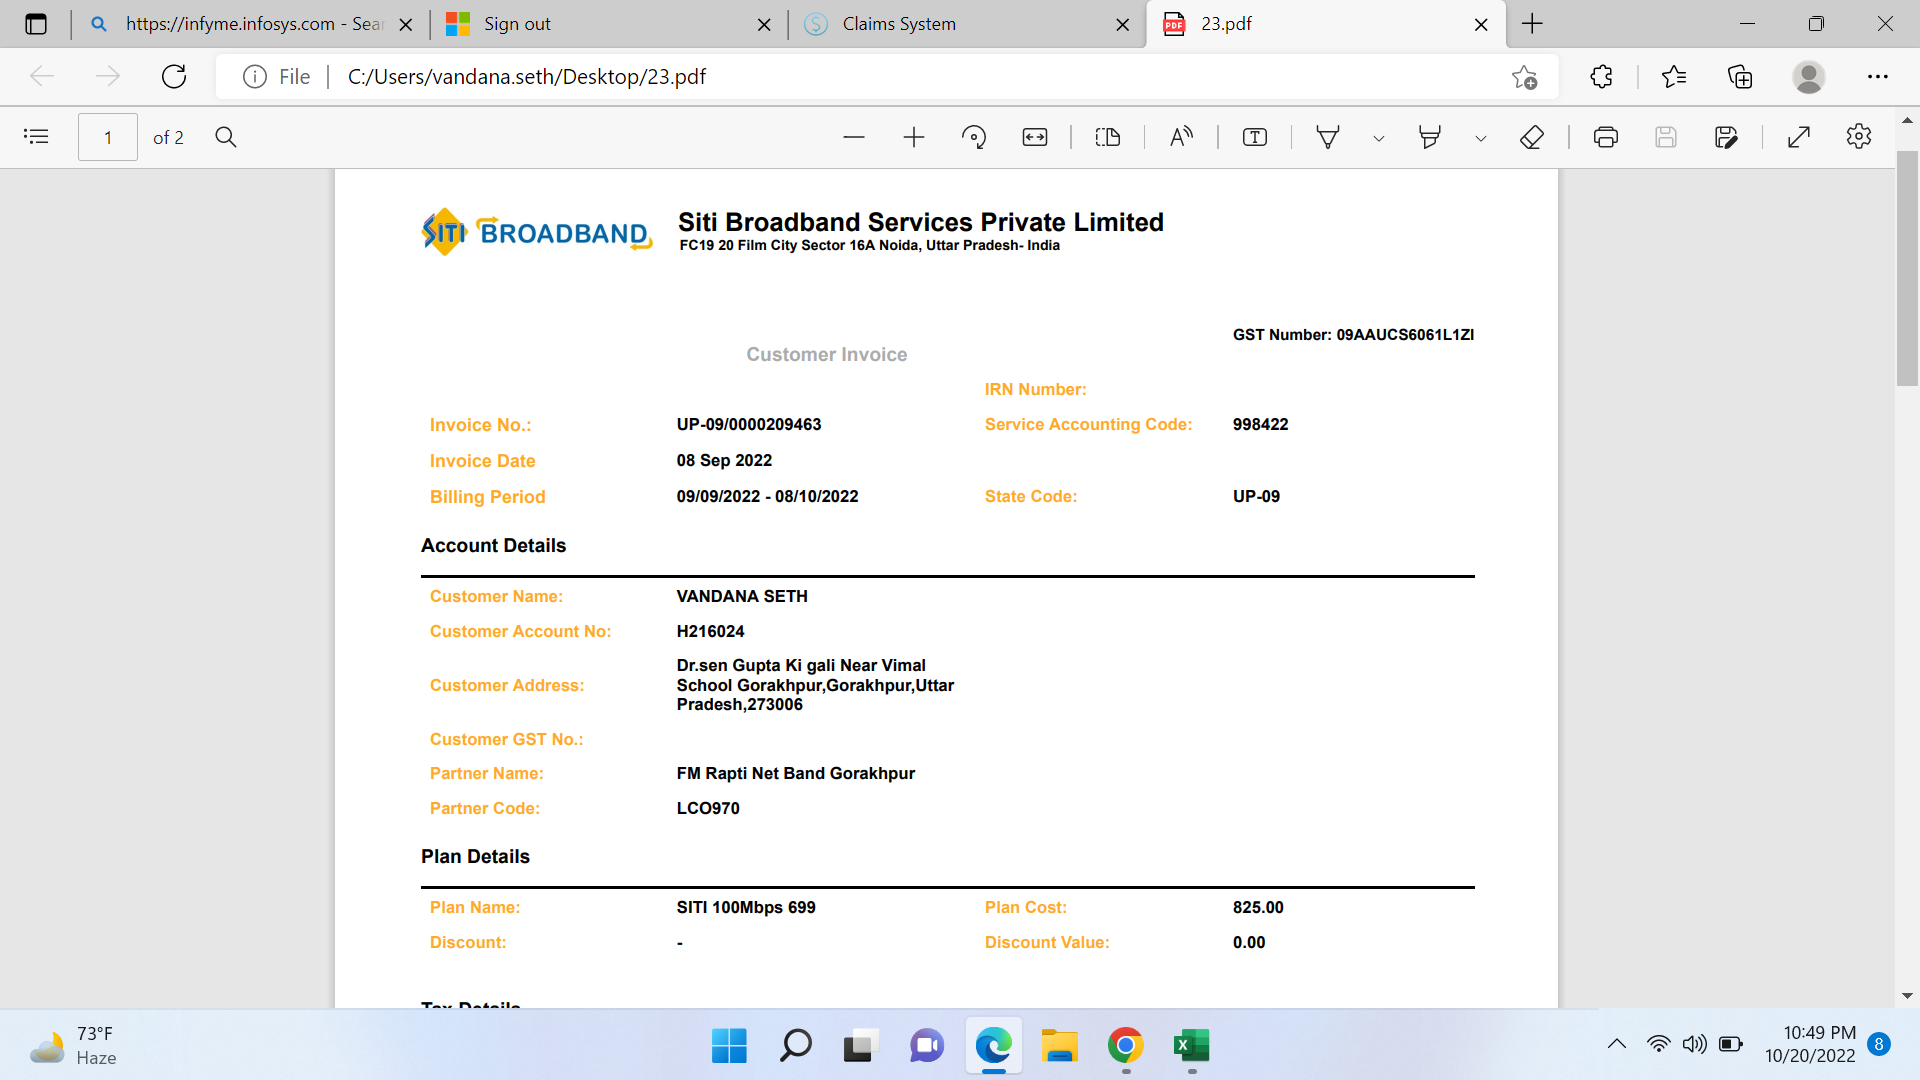 https://infyme.infosys.com - Sear
Sign out
Claims System
23.pdf
File
C:/Users/vandana.seth/Desktop/23.pdf
1 of 2
SITI BROADBAND
Siti Broadband Services Private Limited
FC19 20 Film City Sector 16A Noida, Uttar Pradesh- India
GST Number: 09AAUCS6061L1ZI
Customer Invoice
IRN Number:
Invoice No.: UP-09/0000209463 Service Accounting Code: 998422
Invoice Date 08 Sep 2022
Billing Period 09/09/2022 - 08/10/2022 State Code: UP-09
Account Details
Customer Name: VANDANA SETH
Customer Account No: H216024
Customer Address: Dr.sen Gupta Ki gali Near Vimal
School Gorakhpur,Gorakhpur,Uttar
Pradesh,273006
Customer GST No.:
Partner Name: FM Rapti Net Band Gorakhpur
Partner Code: LCO970
Plan Details
Plan Name: SITI 100Mbps 699 Plan Cost: 825.00
Discount: - Discount Value: 0.00
Tax Details
73°F
Haze
10:49 PM
10/20/2022
8